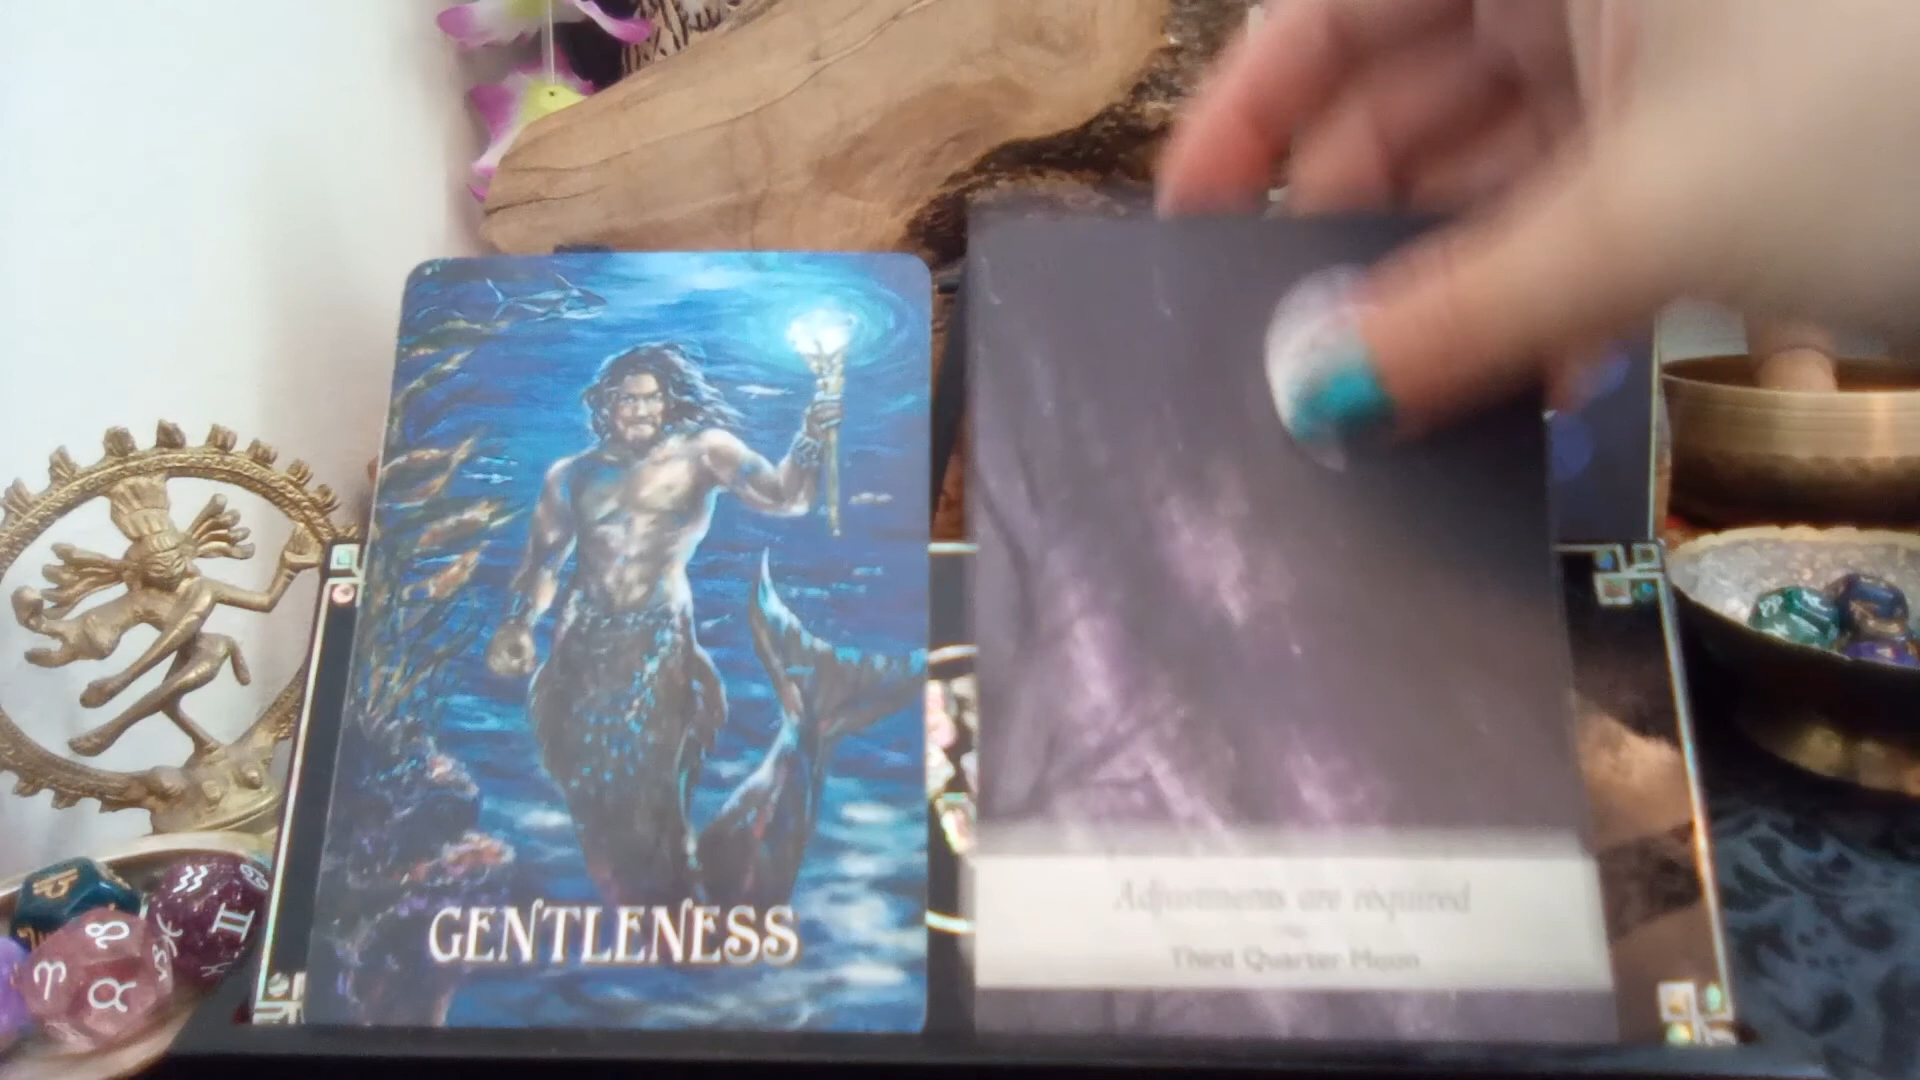 GENTLENESS
Adjustments are required
Third Quarter Moon
♉
♈
♉
♒
♓
♊
♋
♎